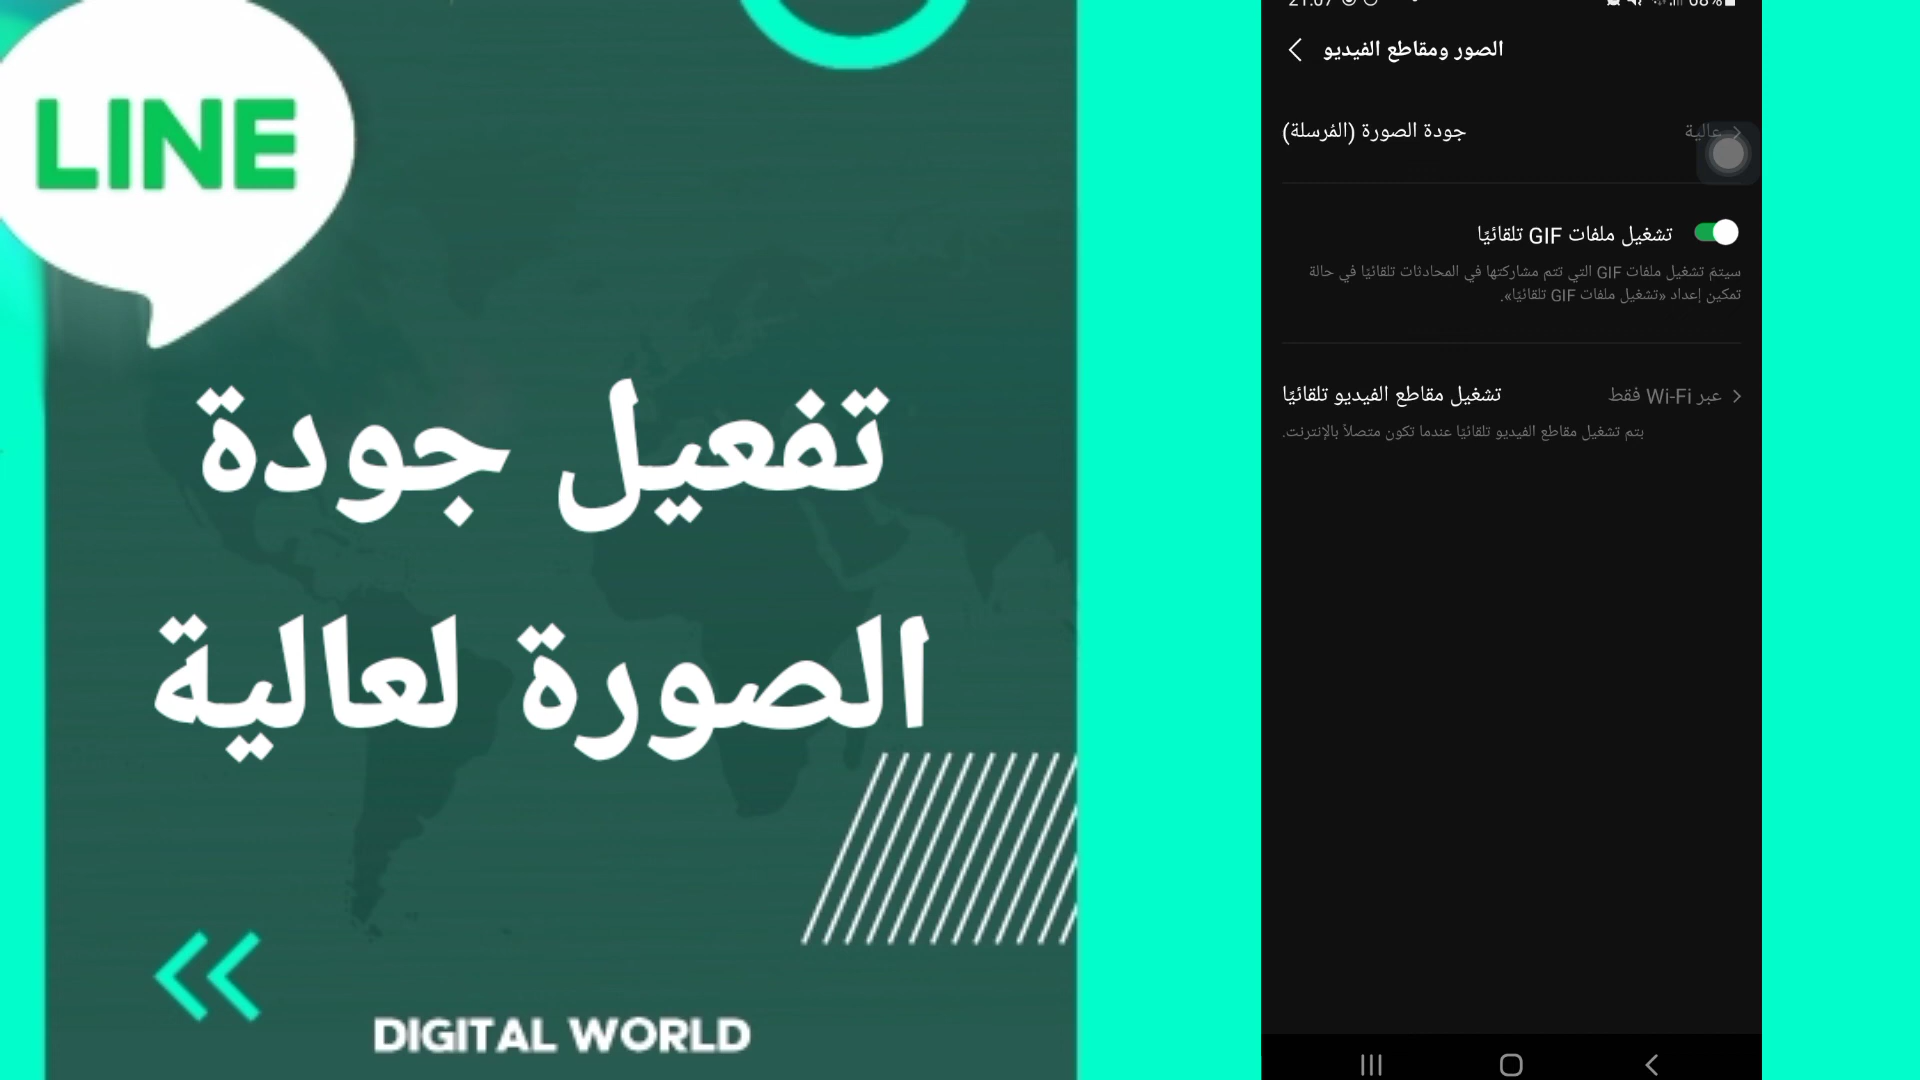 LINE
تفعيل جودة
الصورة لعالية
DIGITAL WORLD
الصور ومقاطع الفيديو
جودة الصورة (المُرسلة)
عالية
تشغيل ملفات GIF تلقائيًا
سيتم تشغيل ملفات GIF التي تتم مشاركتها في المحادثات تلقائيًا في حالة
تمكين إعداد «تشغيل ملفات GIF تلقائيًا».
تشغيل مقاطع الفيديو تلقائيًا
عبر Wi-Fi فقط
يتم تشغيل مقاطع الفيديو تلقائيًا عندما تكون متصلاً بالإنترنت.